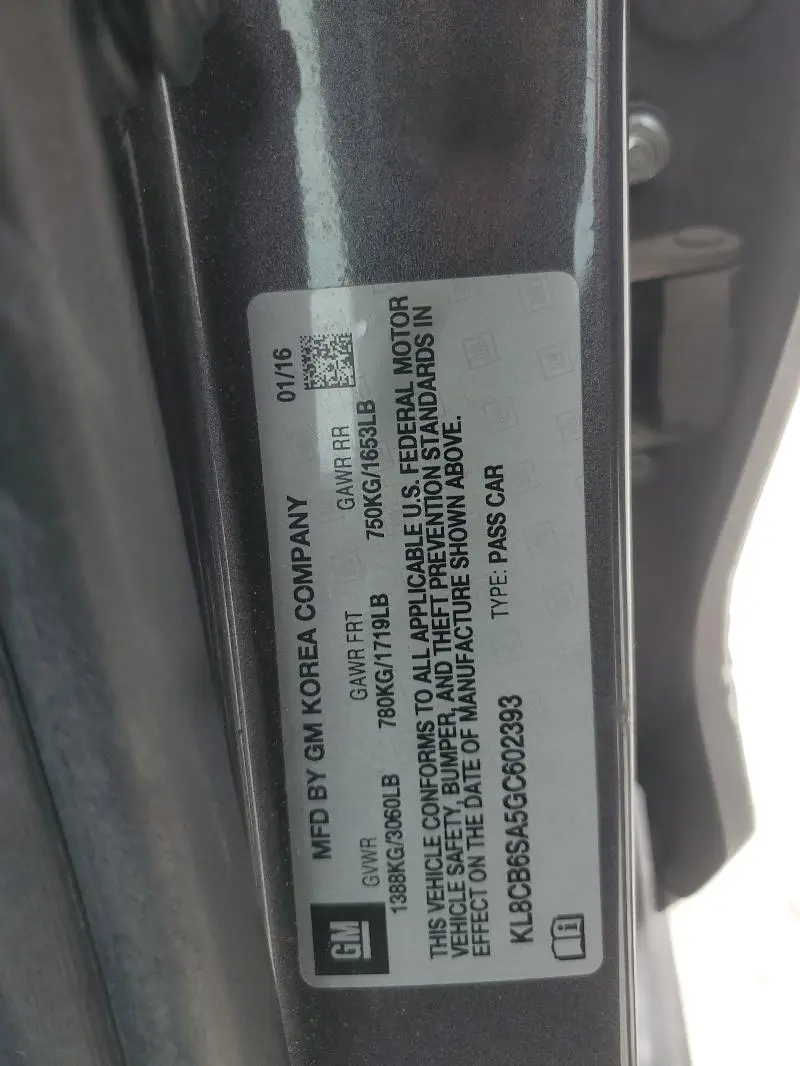 GM
MFD BY GM KOREA COMPANY
01/16
GVWR
GAWR FRT
GAWR RR
1388KG/3060LB
780KG/1719LB
750KG/1653LB
THIS VEHICLE CONFORMS TO ALL APPLICABLE U.S. FEDERAL MOTOR
VEHICLE SAFETY, BUMPER, AND THEFT PREVENTION STANDARDS IN
EFFECT ON THE DATE OF MANUFACTURE SHOWN ABOVE.
KL8CB6SA5GC602393
TYPE: PASS CAR